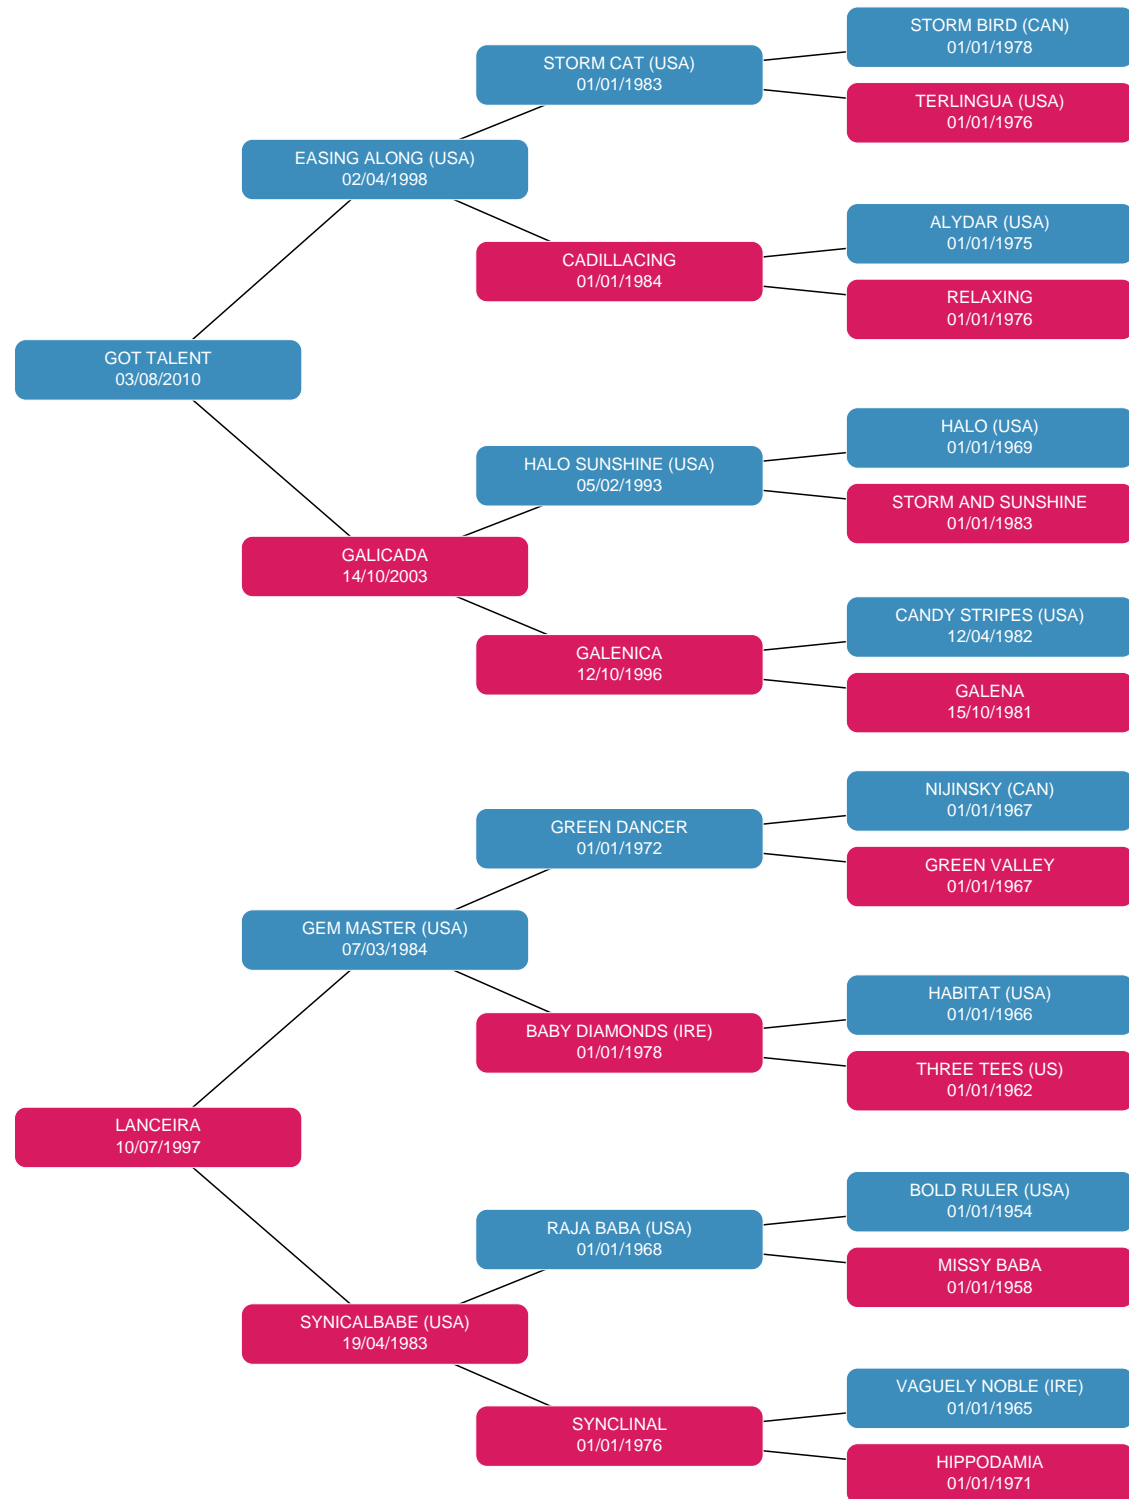 STORM BIRD (CAN)
01/01/1978
STORM CAT (USA)
01/01/1983
TERLINGUA (USA)
01/01/1976
EASING ALONG (USA)
02/04/1998
ALYDAR (USA)
01/01/1975
CADILLACING
01/01/1984
RELAXING
01/01/1976
GOT TALENT
03/08/2010
HALO (USA)
01/01/1969
HALO SUNSHINE (USA)
05/02/1993
STORM AND SUNSHINE
01/01/1983
GALICADA
14/10/2003
CANDY STRIPES (USA)
12/04/1982
GALENICA
12/10/1996
GALENA
15/10/1981
NIJINSKY (CAN)
01/01/1967
GREEN DANCER
01/01/1972
GREEN VALLEY
01/01/1967
GEM MASTER (USA)
07/03/1984
HABITAT (USA)
01/01/1966
BABY DIAMONDS (IRE)
01/01/1978
THREE TEES (US)
01/01/1962
LANCEIRA
10/07/1997
BOLD RULER (USA)
01/01/1954
RAJA BABA (USA)
01/01/1968
MISSY BABA
01/01/1958
SYNICALBABE (USA)
19/04/1983
VAGUELY NOBLE (IRE)
01/01/1965
SYNCLINAL
01/01/1976
HIPPODAMIA
01/01/1971